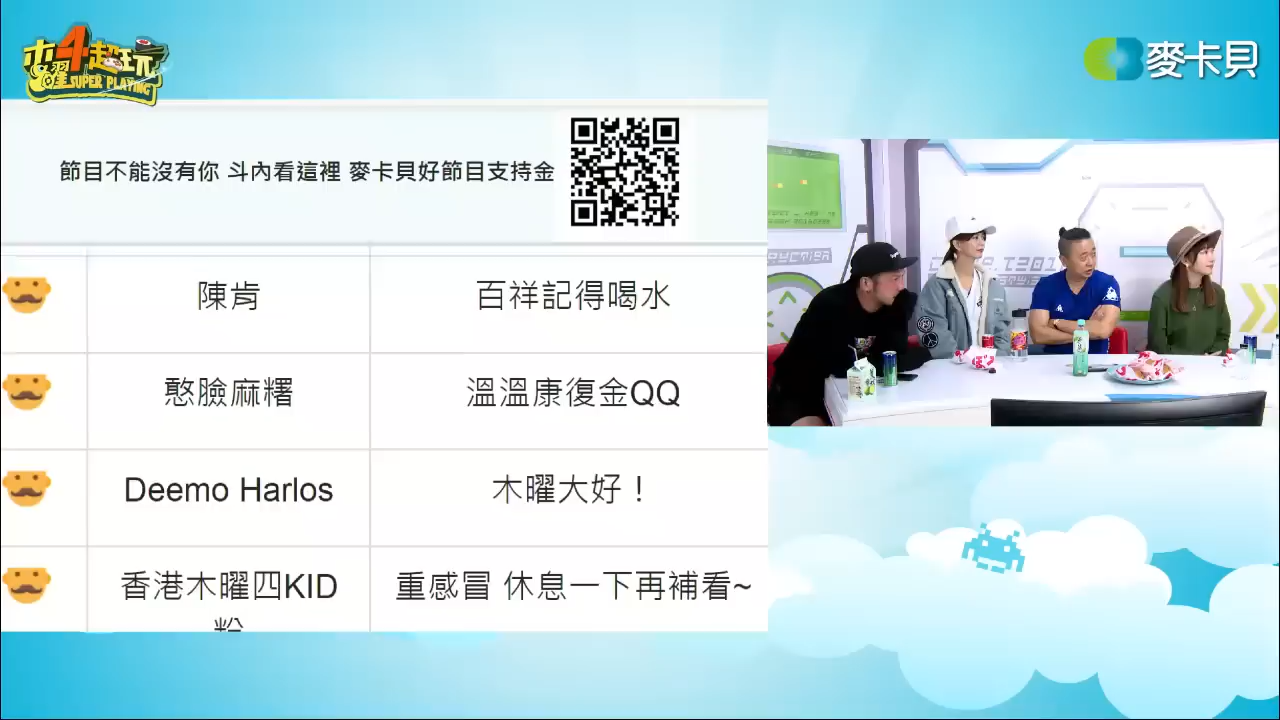 木曜4超玩
SUPER PLAYING
麥卡貝
節目不能沒有你 斗內看這裡 麥卡貝好節目支持金
陳肯 百祥記得喝水
憨臉麻糬 溫溫康復金QQ
Deemo Harlos 木曜大好！
香港木曜四KID 重感冒 休息一下再補看~
粉